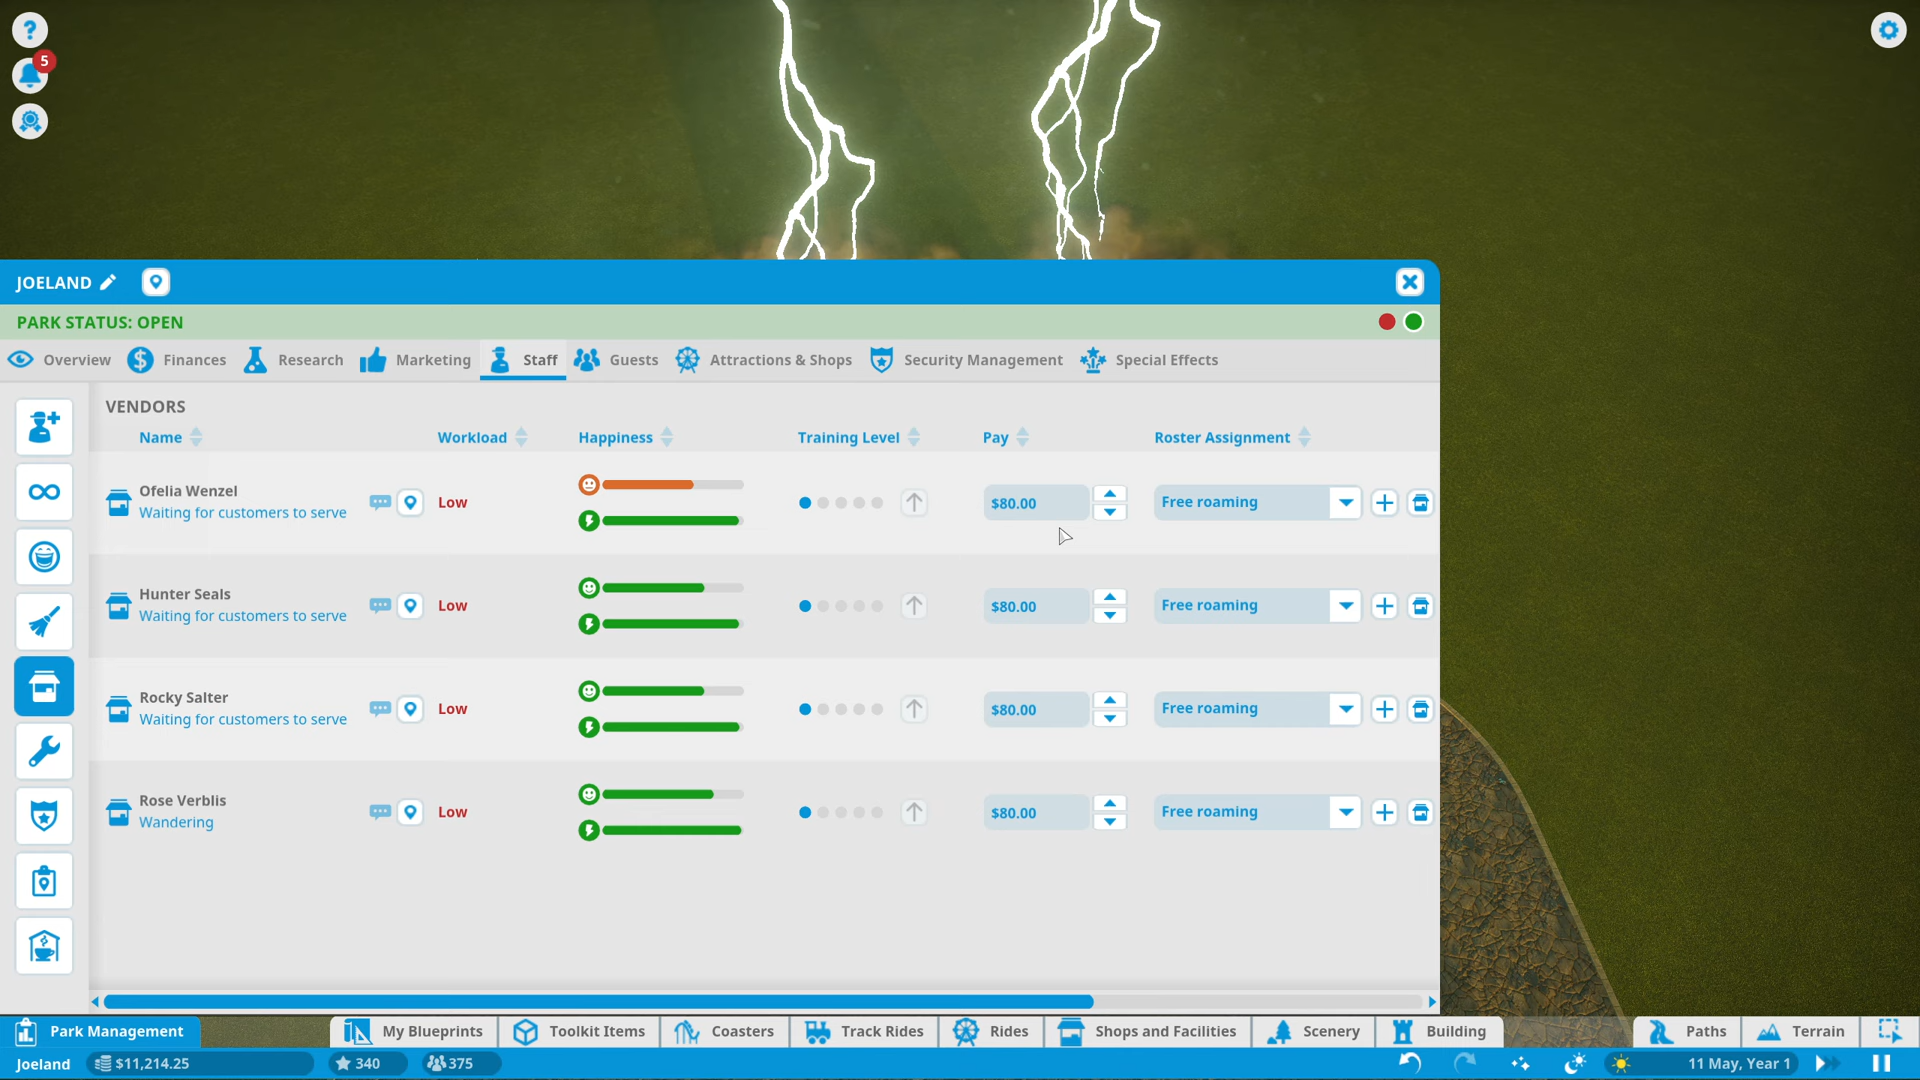 ?
5
JOELAND
PARK STATUS: OPEN
Overview Finances Research Marketing Staff Guests Attractions & Shops Security Management Special Effects
VENDORS
Name Workload Happiness Training Level Pay Roster Assignment
Ofelia Wenzel
Waiting for customers to serve
Low $80.00 Free roaming
Hunter Seals
Waiting for customers to serve
Low $80.00 Free roaming
Rocky Salter
Waiting for customers to serve
Low $80.00 Free roaming
Rose Verblis
Wandering
Low $80.00 Free roaming
Park Management My Blueprints Toolkit Items Coasters Track Rides Rides Shops and Facilities Scenery Building Paths Terrain
Joeland $11,214.25 340 375 11 May, Year 1